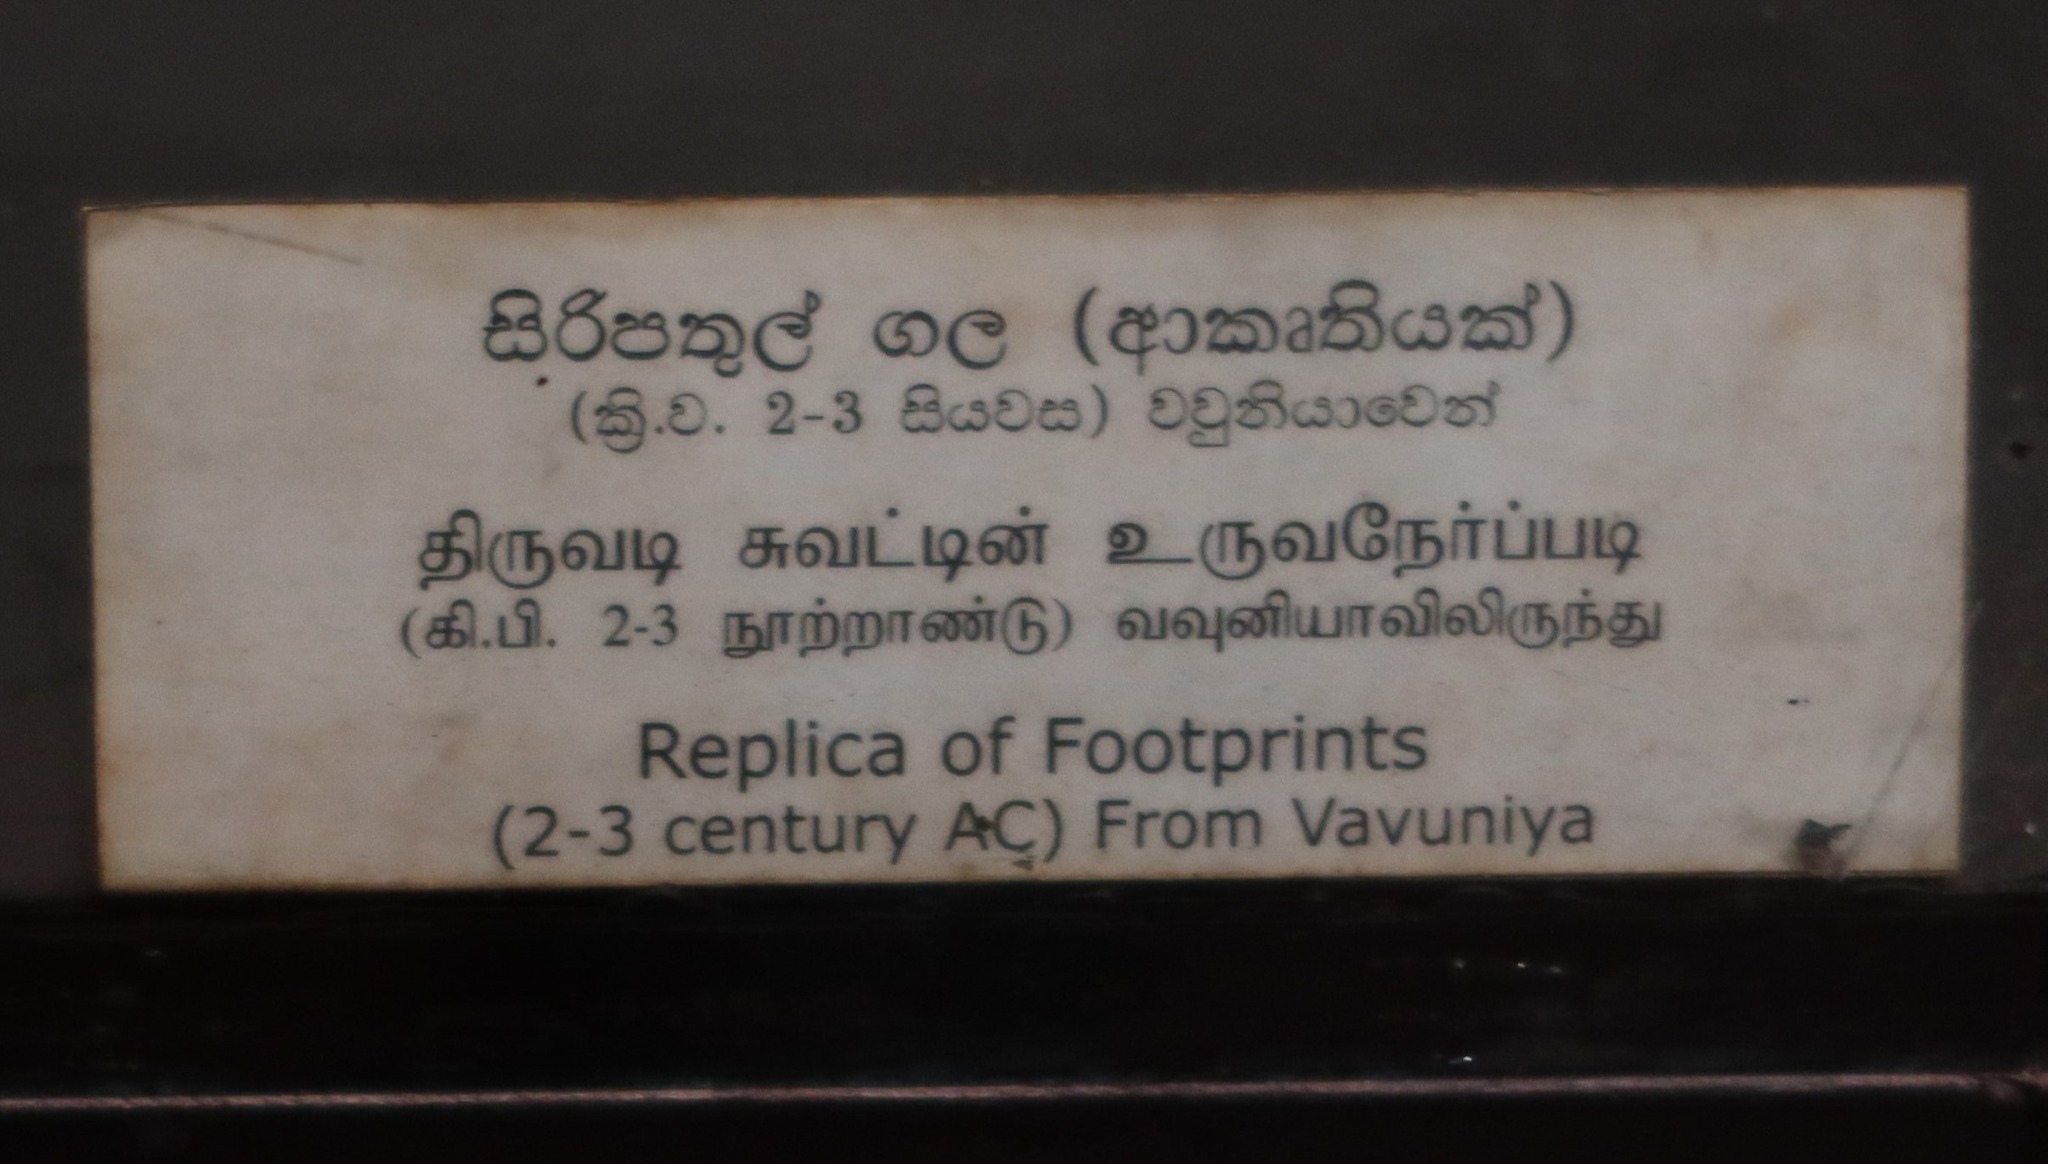 සිරිපතුල් ගල (ආකෘතියක්)
(ක්‍රි.ව. 2-3 සියවස) වවුනියාවෙන්
திருவடி சுவட்டின் உருவநேர்ப்படி
(கி.பி. 2-3 நூற்றாண்டு) வவுனியாவிலிருந்து
Replica of Footprints
(2-3 century AC) From Vavuniya